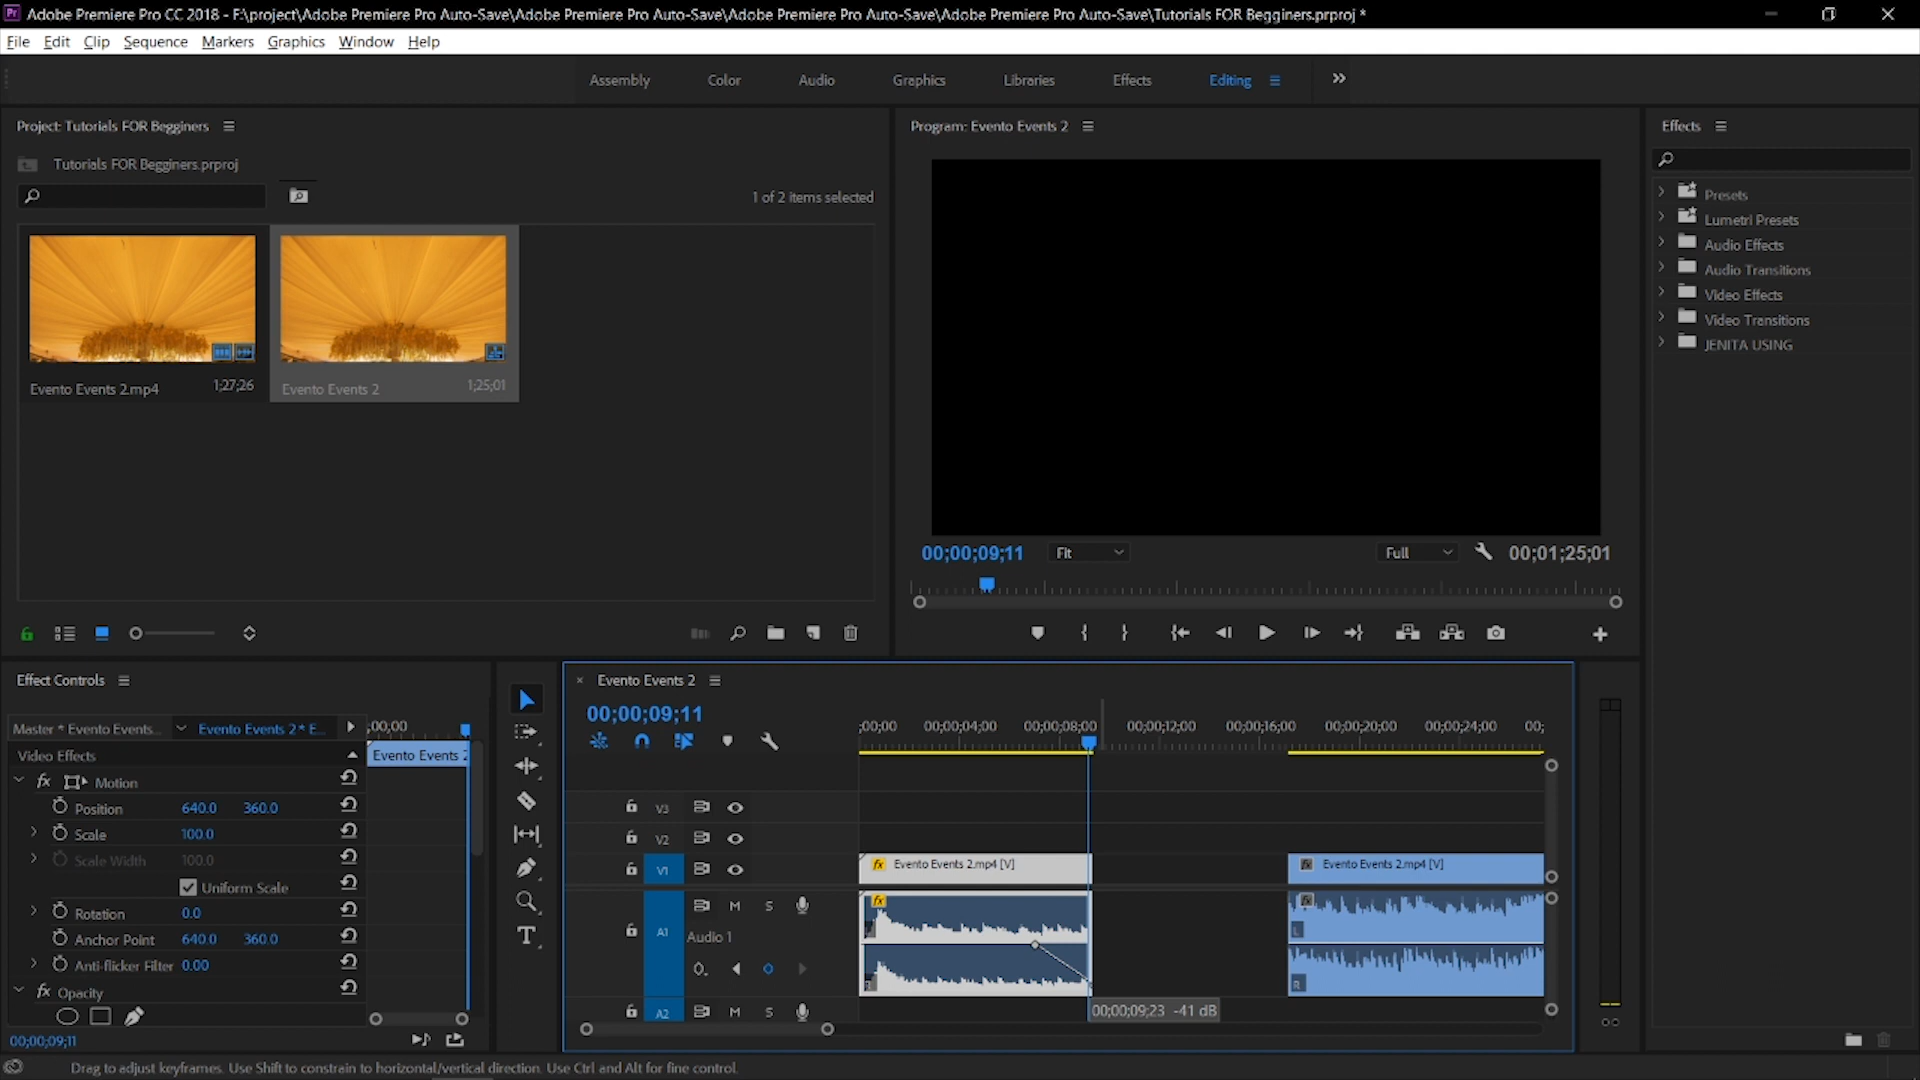 Adobe Premiere Pro CC 2018 - F:\project\Adobe Premiere Pro Auto-Save\Adobe Premiere Pro Auto-Save\Adobe Premiere Pro Auto-Save\Adobe Premiere Pro Auto-Save\Tutorials FOR Begginers.prproj *
File Edit Clip Sequence Markers Graphics Window Help
Assembly Color Audio Graphics Libraries Effects Editing
Project: Tutorials FOR Begginers
Tutorials FOR Begginers.prproj
1 of 2 items selected
Evento Events 2.mp4 1;27;26
Evento Events 2 1;25;01
Program: Evento Events 2
00;00;09;11 Fit Full 00;01;25;01
Effects
Presets
Lumetri Presets
Audio Effects
Audio Transitions
Video Effects
Video Transitions
JENITA USING
Effect Controls
Master * Evento Events... Evento Events 2 * E... ;00;00
Video Effects Evento Events 2
fx Motion
Position 640.0 360.0
Scale 100.0
Scale Width 100.0
Uniform Scale
Rotation 0.0
Anchor Point 640.0 360.0
Anti-flicker Filter 0.00
fx Opacity
00;00;09;11
T
Evento Events 2
00;00;09;11
;00;00 00;00;04;00 00;00;08;00 00;00;12;00 00;00;16;00 00;00;20;00 00;00;24;00 00;
V3
V2
V1 fx Evento Events 2.mp4 [V] fx Evento Events 2.mp4 [V]
M S fx fx
A1 Audio 1 L
R
A2 M S 00;00;09;23 -41 dB
Drag to adjust keyframes. Use Shift to constrain to horizontal/vertical direction. Use Ctrl and Alt for fine control.